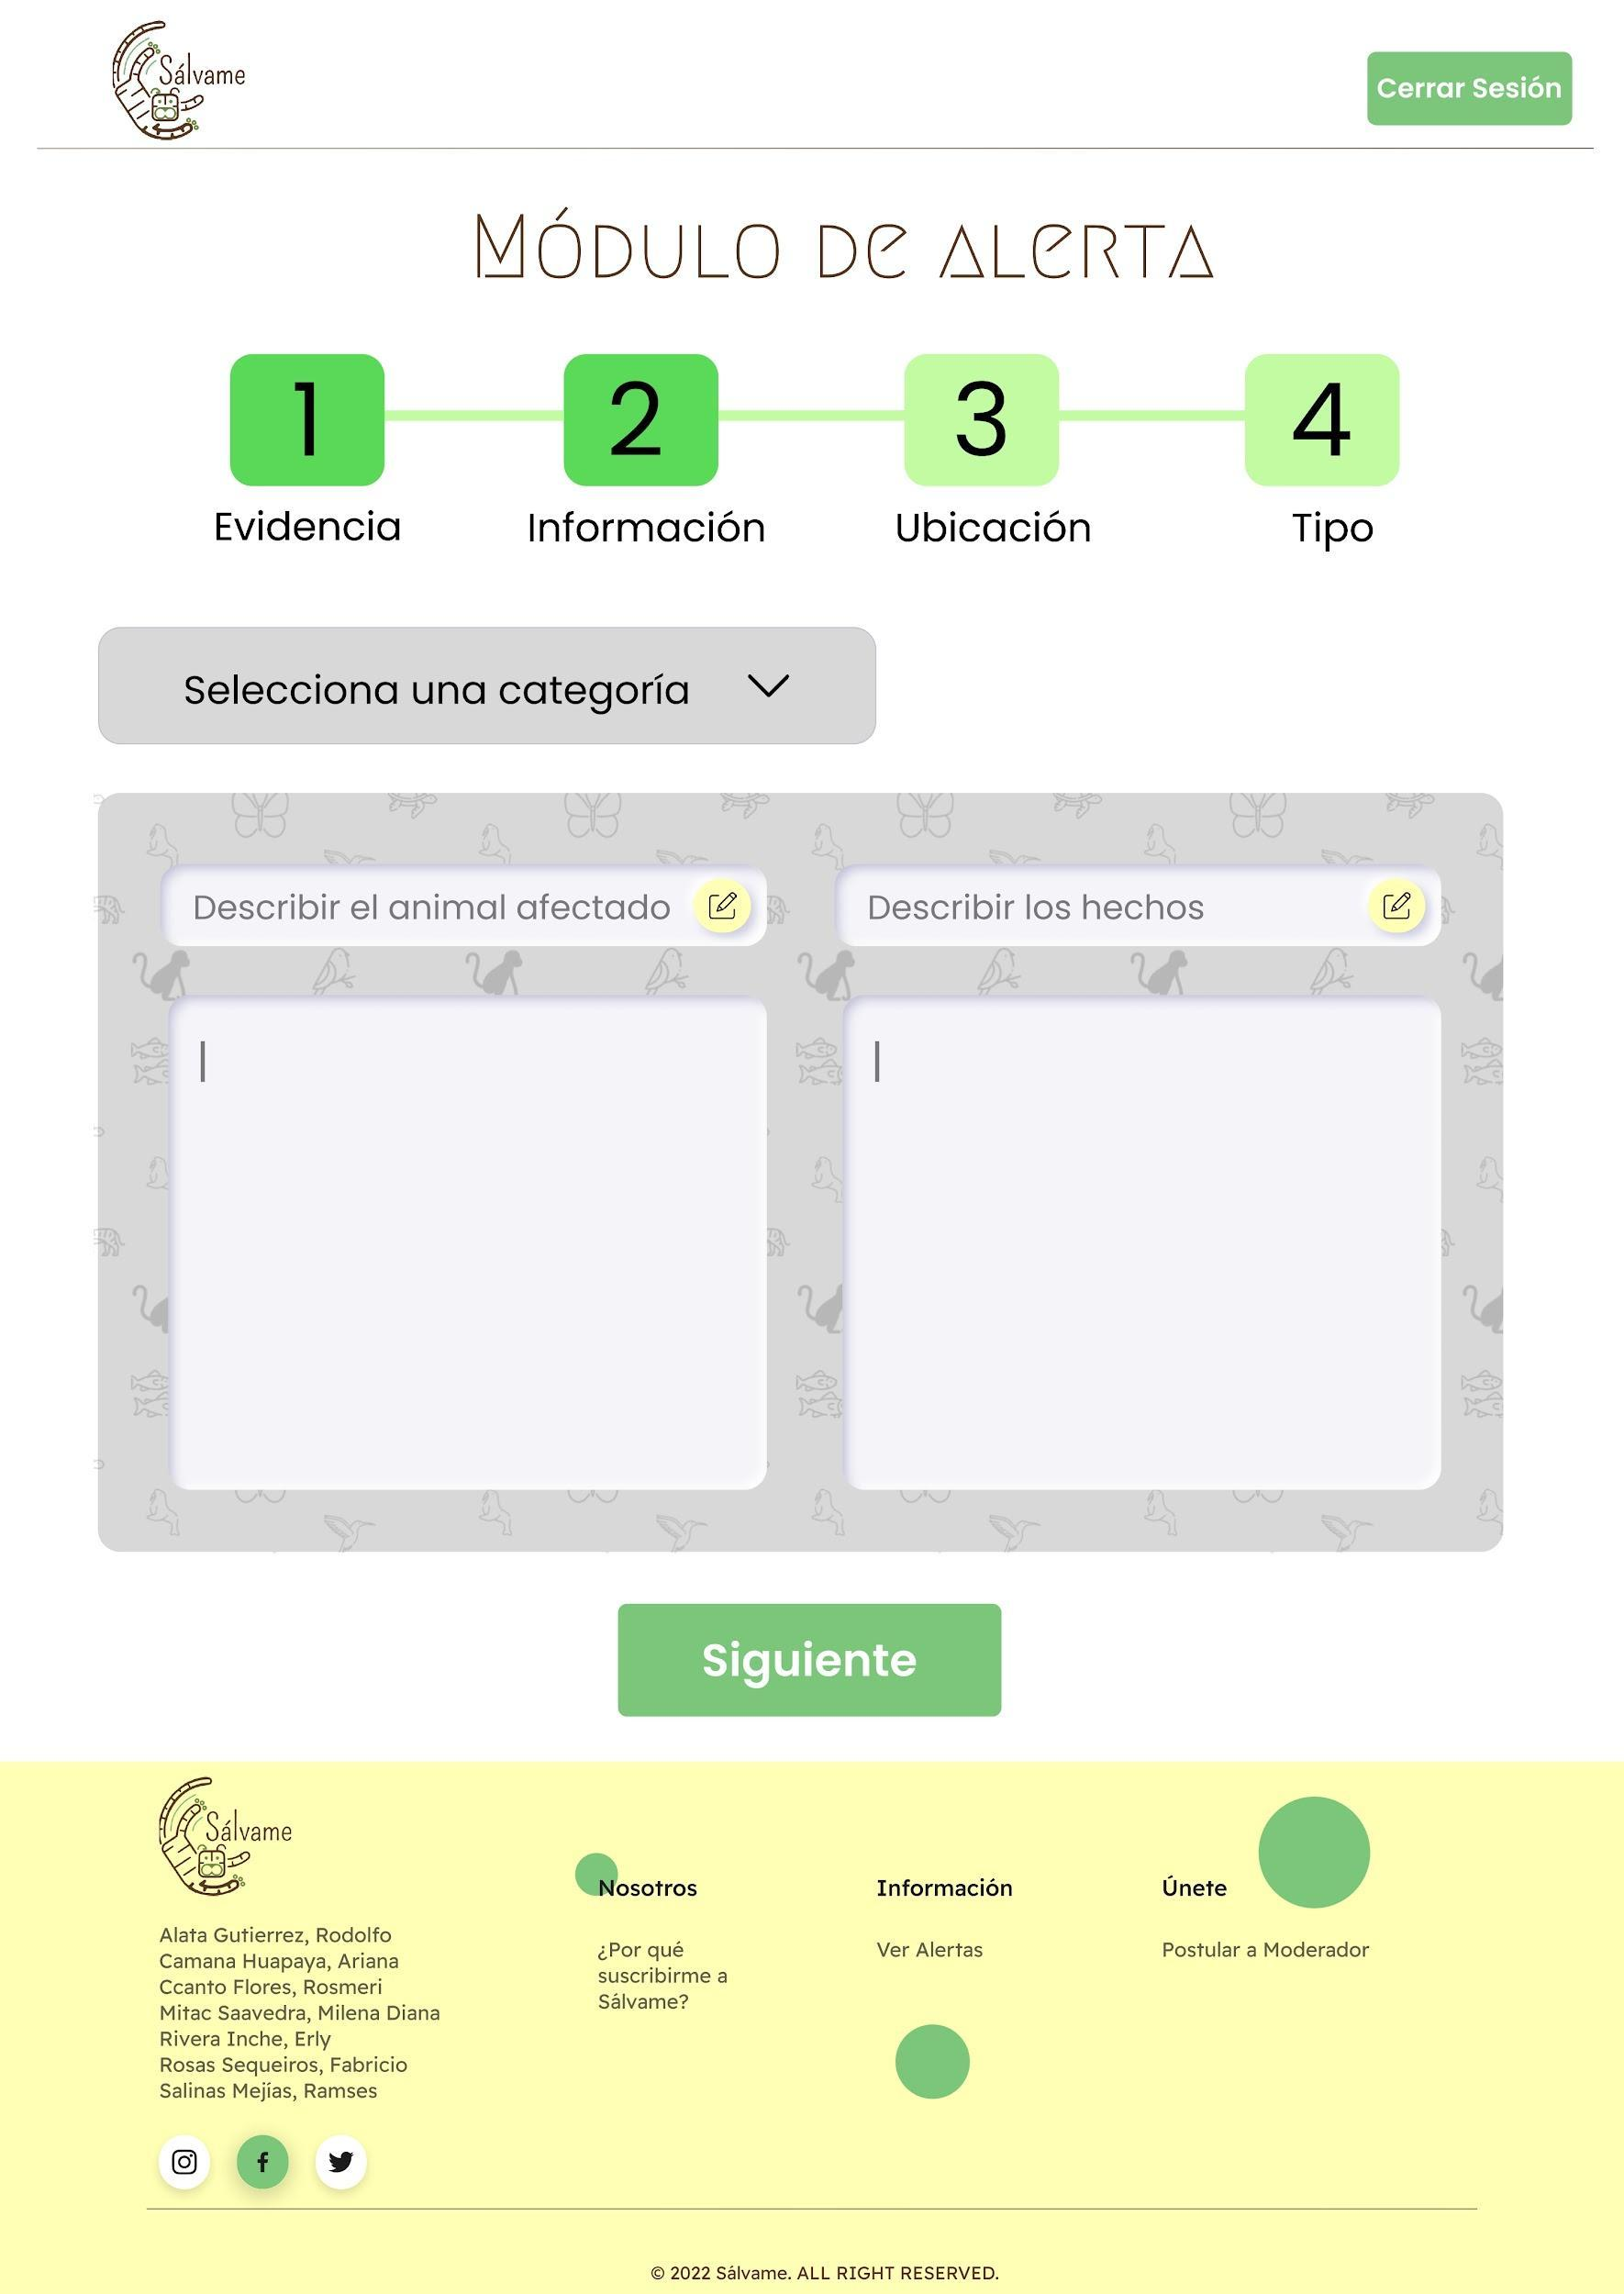 Sálvame
Cerrar Sesión
Módulo de alerta
1
2
3
4
Evidencia
Información
Ubicación
Tipo
Selecciona una categoría
Describir el animal afectado
Describir los hechos
Siguiente
Sálvame
Alata Gutierrez, Rodolfo
Camana Huapaya, Ariana
Ccanto Flores, Rosmeri
Mitac Saavedra, Milena Diana
Rivera Inche, Erly
Rosas Sequeiros, Fabricio
Salinas Mejías, Ramses
Nosotros
¿Por qué
suscribirme a
Sálvame?
Información
Ver Alertas
Únete
Postular a Moderador
© 2022 Sálvame. ALL RIGHT RESERVED.